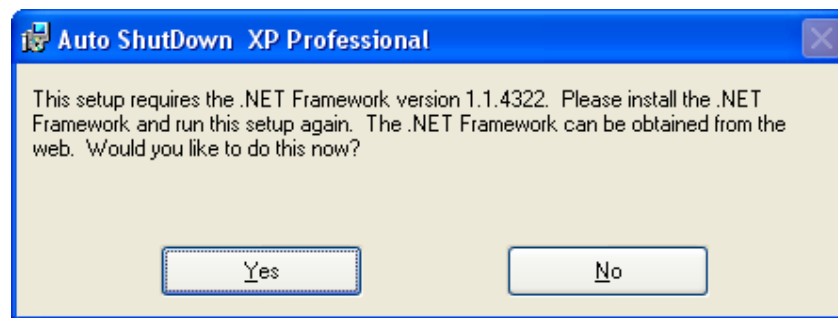 Auto ShutDown  XP Professional
This setup requires the .NET Framework version 1.1.4322.  Please install the .NET
Framework and run this setup again.  The .NET Framework can be obtained from the
web.  Would you like to do this now?
Yes
No